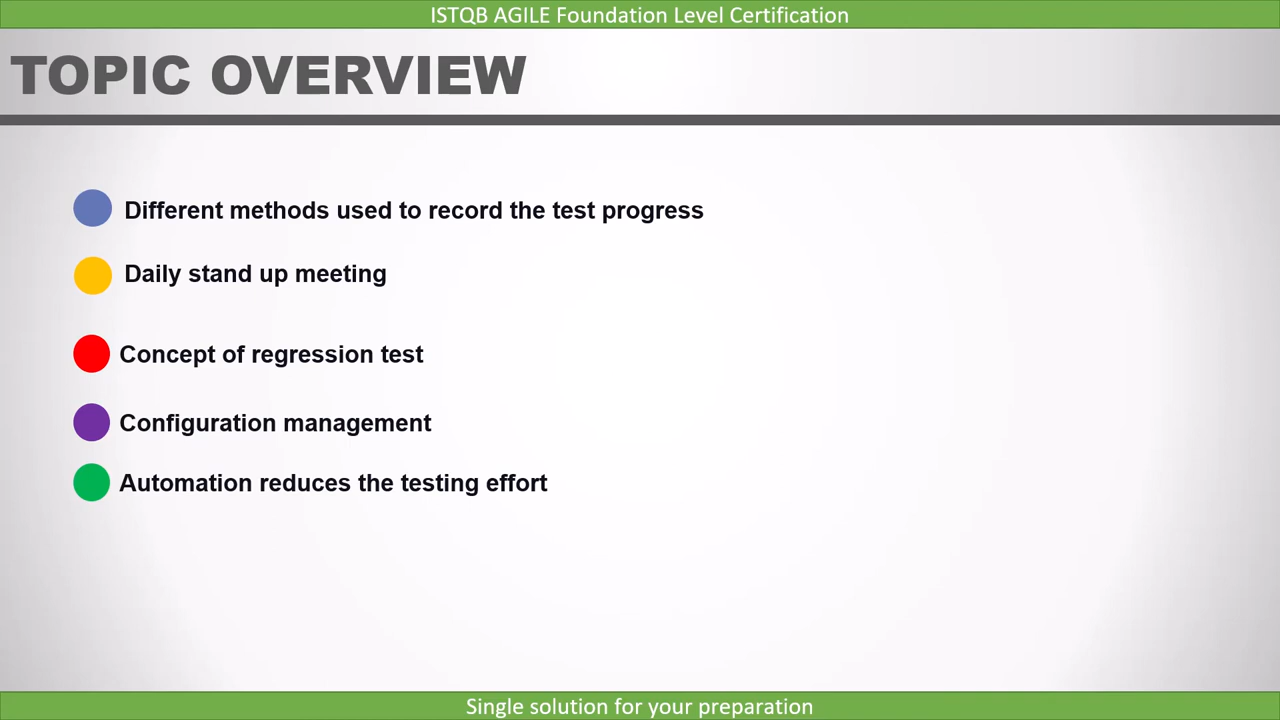 ISTQB AGILE Foundation Level Certification
TOPIC OVERVIEW
Different methods used to record the test progress
Daily stand up meeting
Concept of regression test
Configuration management
Automation reduces the testing effort
Single solution for your preparation